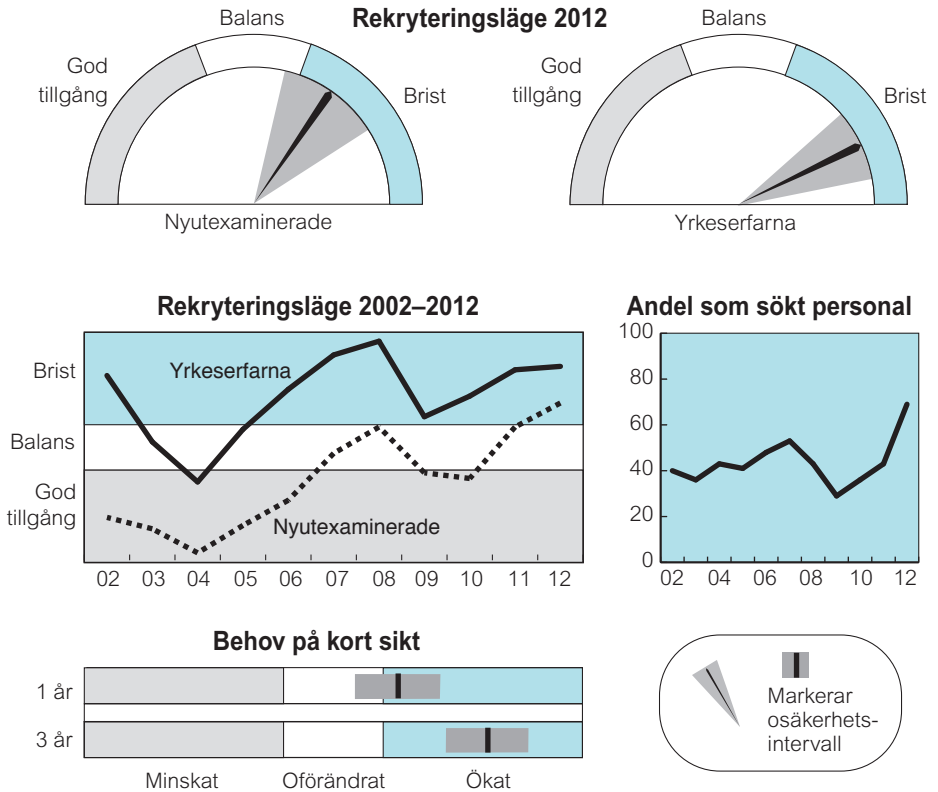 Rekryteringsläge 2012
Balans
God
tillgång
Brist
Nyutexaminerade
Balans
God
tillgång
Brist
Yrkeserfarna
Rekryteringsläge 2002–2012
Brist
Balans
God
tillgång
Yrkeserfarna
Nyutexaminerade
02 03 04 05 06 07 08 09 10 11 12
Andel som sökt personal
100
80
60
40
20
0
02 04 06 08 10 12
Behov på kort sikt
1 år
3 år
Minskat Oförändrat Ökat
Markerar
osäkerhets-
intervall